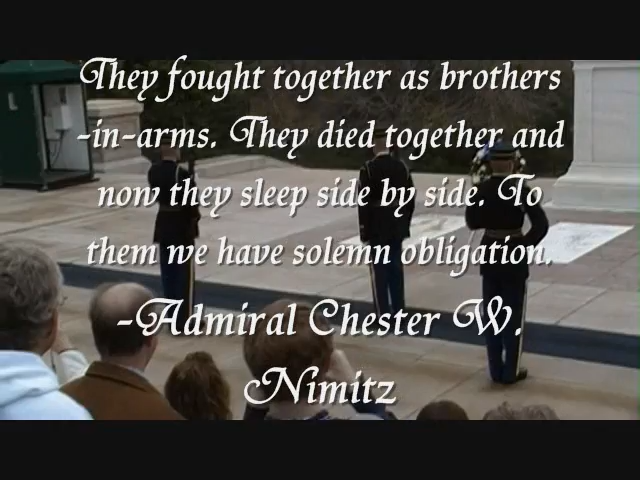 They fought together as brothers
-in-arms. They died together and
now they sleep side by side. To
them we have solemn obligation.
-Admiral Chester W.
Nimitz